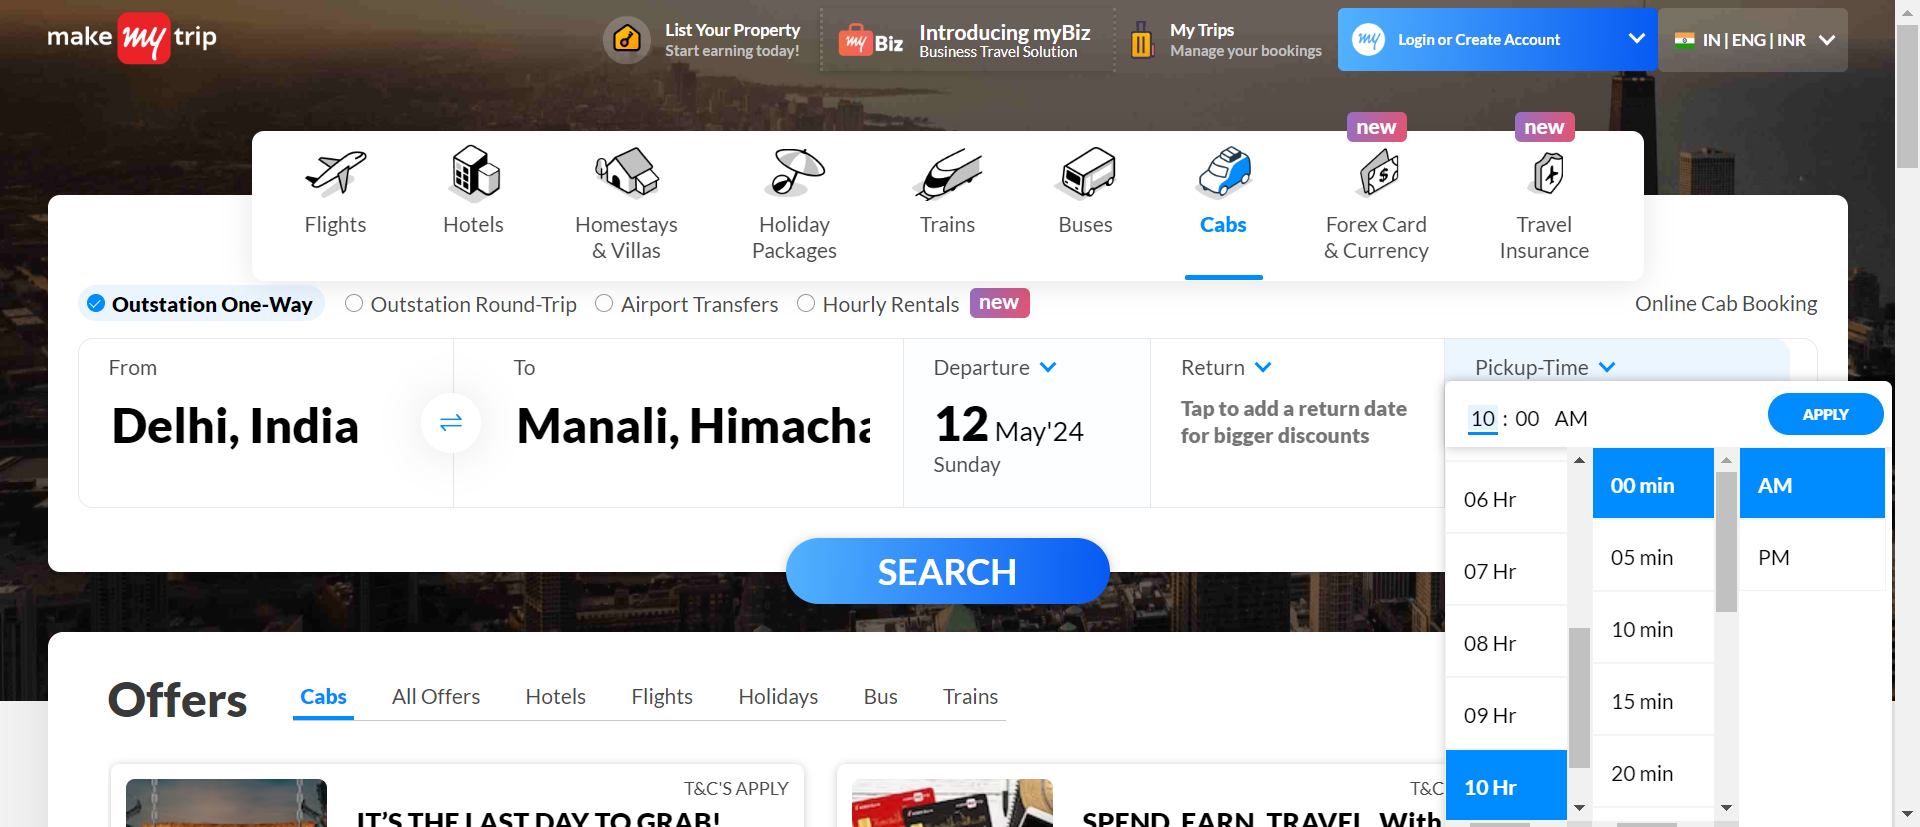 make my trip
List Your Property
Start earning today!
my Biz
Introducing myBiz
Business Travel Solution
My Trips
Manage your bookings
my
Login or Create Account
IN | ENG | INR
new
new
Flights
Hotels
Homestays
& Villas
Holiday
Packages
Trains
Buses
Cabs
Forex Card
& Currency
Travel
Insurance
Outstation One-Way
Outstation Round-Trip
Airport Transfers
Hourly Rentals
new
Online Cab Booking
From
Delhi, India
To
Manali, Himacha
Departure
12 May'24
Sunday
Return
Tap to add a return date
for bigger discounts
Pickup-Time
10 : 00 AM
APPLY
06 Hr
07 Hr
08 Hr
09 Hr
10 Hr
00 min
05 min
10 min
15 min
20 min
AM
PM
SEARCH
Offers
Cabs
All Offers
Hotels
Flights
Holidays
Bus
Trains
T&C'S APPLY
IT'S THE LAST DAY TO GRAB!
T&C
SPEND, EARN, TRAVEL, With